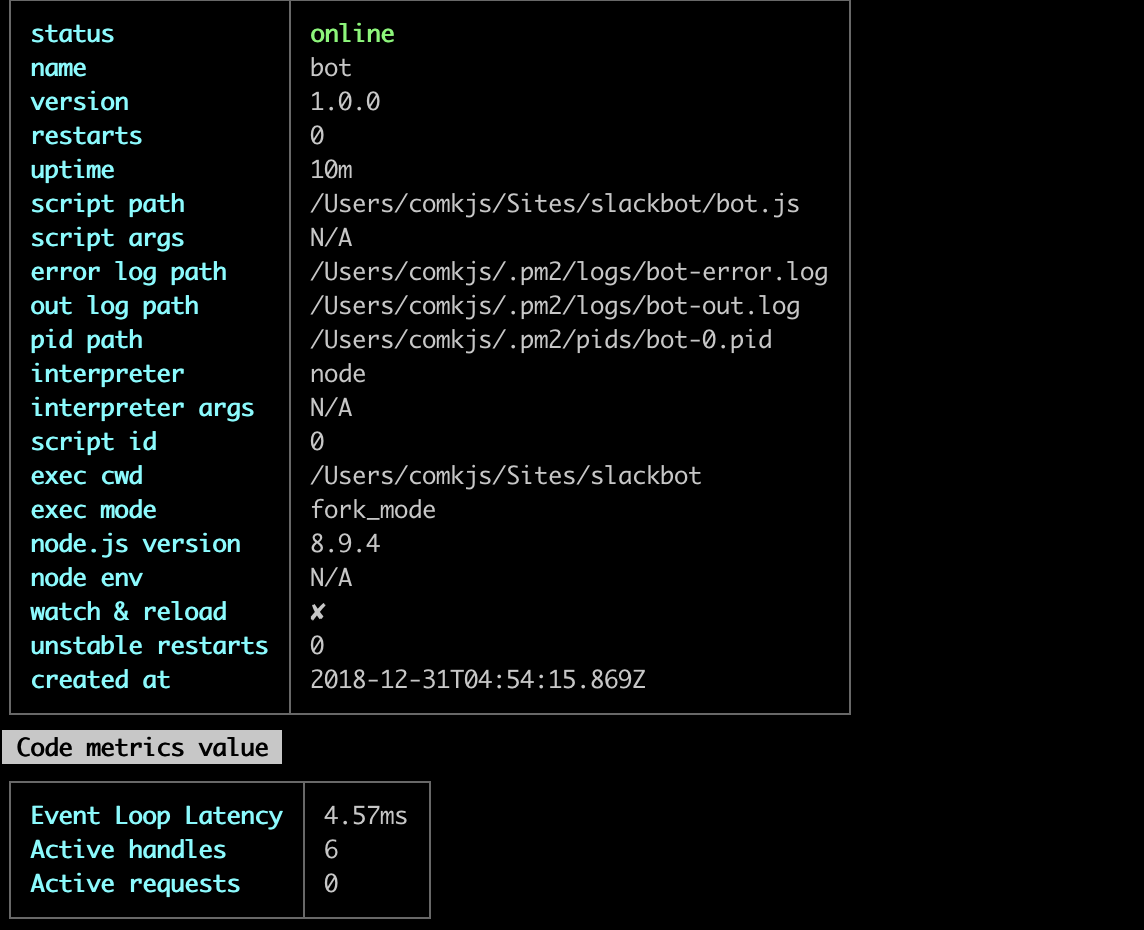 status online
name bot
version 1.0.0
restarts 0
uptime 10m
script path /Users/comkjs/Sites/slackbot/bot.js
script args N/A
error log path /Users/comkjs/.pm2/logs/bot-error.log
out log path /Users/comkjs/.pm2/logs/bot-out.log
pid path /Users/comkjs/.pm2/pids/bot-0.pid
interpreter node
interpreter args N/A
script id 0
exec cwd /Users/comkjs/Sites/slackbot
exec mode fork_mode
node.js version 8.9.4
node env N/A
watch & reload ✘
unstable restarts 0
created at 2018-12-31T04:54:15.869Z
Code metrics value
Event Loop Latency 4.57ms
Active handles 6
Active requests 0